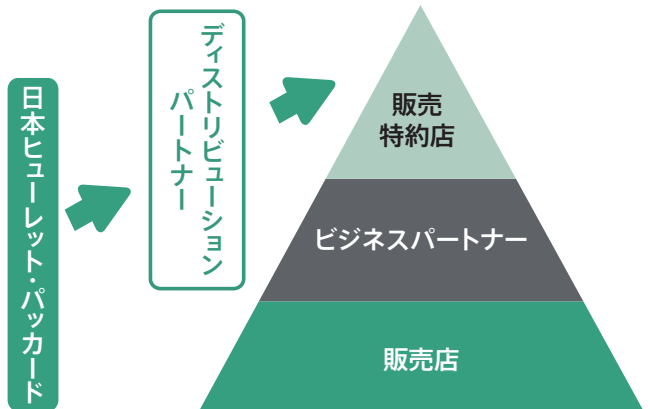 日本ヒューレット・パッカード
ディストリビューション
パートナー
販売
特約店
ビジネスパートナー
販売店